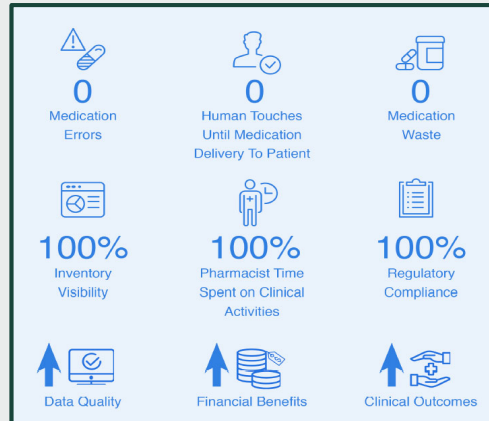 0
Medication
Errors
0
Human Touches
Until Medication
Delivery To Patient
0
Medication
Waste
100%
Inventory
Visibility
100%
Pharmacist Time
Spent on Clinical
Activities
100%
Regulatory
Compliance
Data Quality
Financial Benefits
Clinical Outcomes